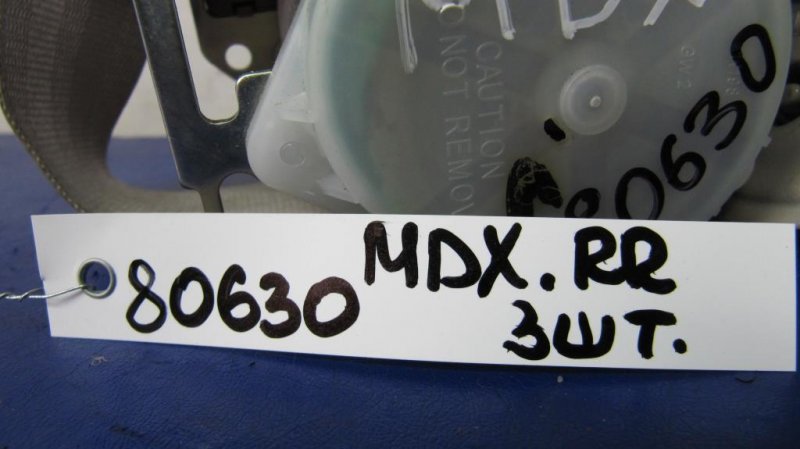 MDX
CAUTION
DO NOT REMOV
80630
80630 MDX. RR
3шт.